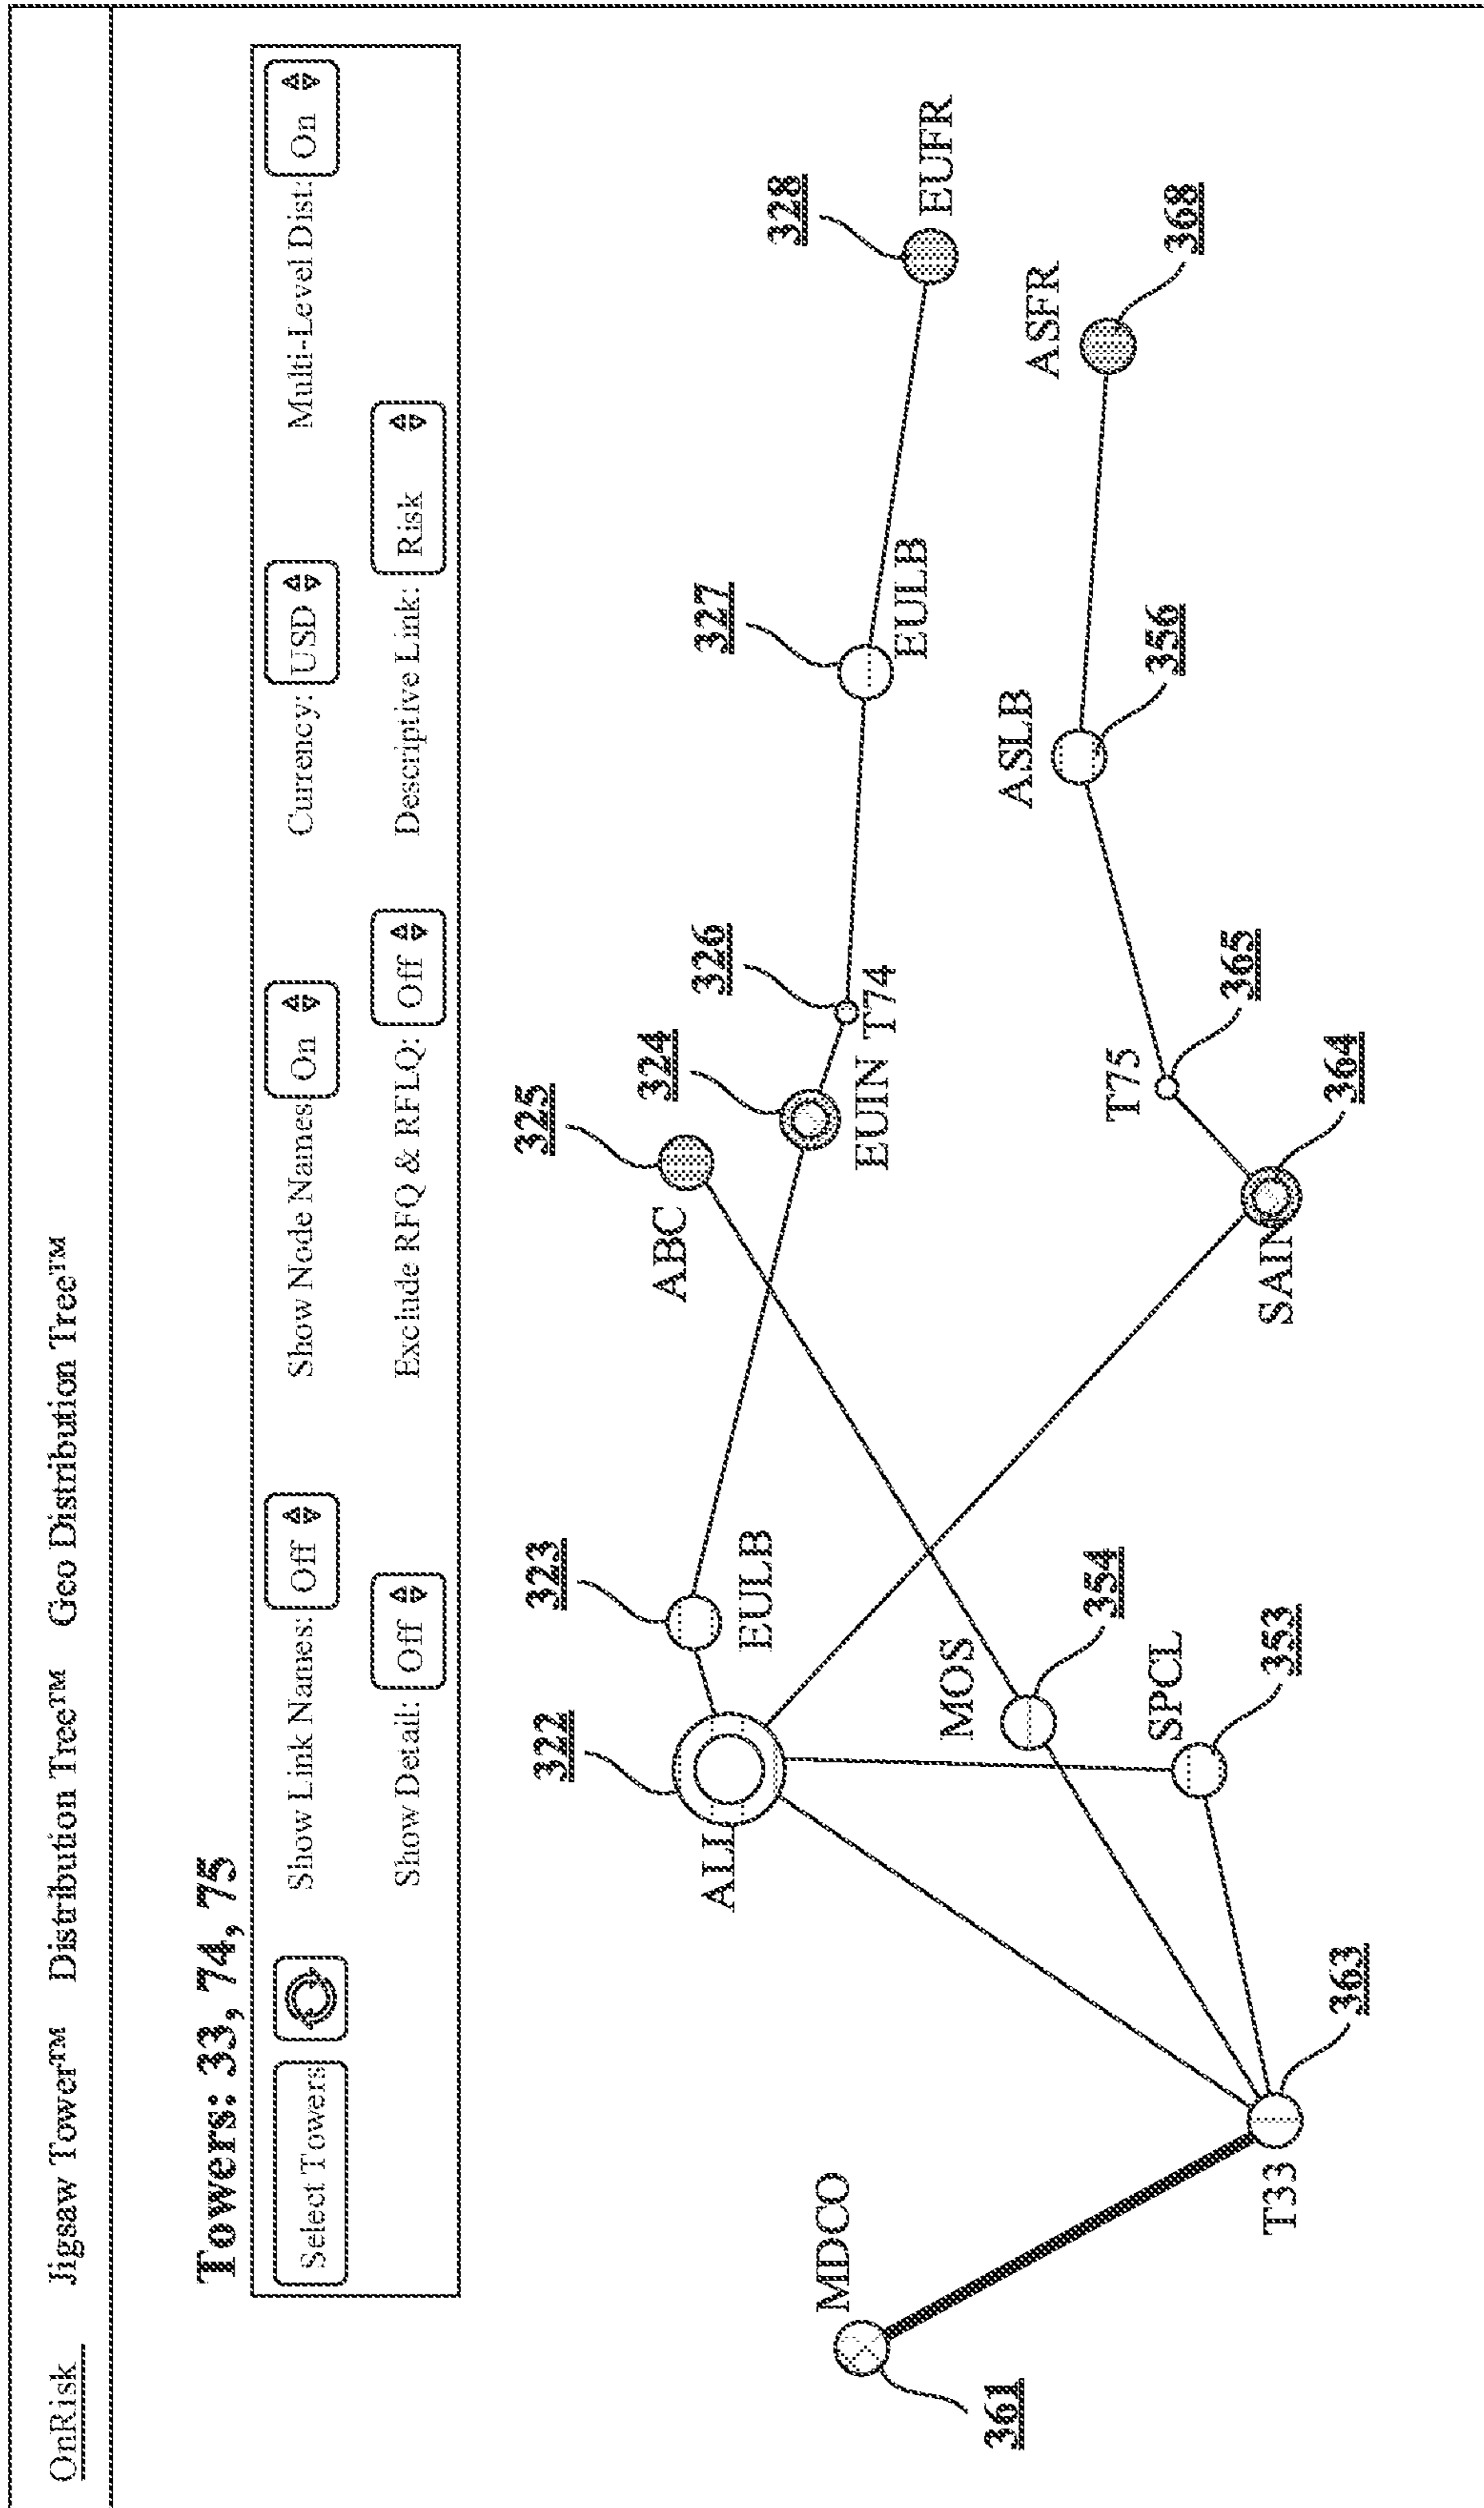 OnRisk Jigsaw Tower™ Distribution Tree™ Geo Distribution Tree™
Towers: 33, 74, 75
Select Towers Show Link Names: Off Show Node Names On Currency: USD Multi-Level Dist: On
Show Detail: Off Exclude RFQ & RFLQ: Off Descriptive Link: Risk
325
323
322
324
326
327
328
ABC
ALI
EULB
EUIN T74
EULB
EUFR
MDCO
361
MOS
354
ASLB
ASFR
T75
356
368
SPCL
353
365
T33
363
SAIN
364